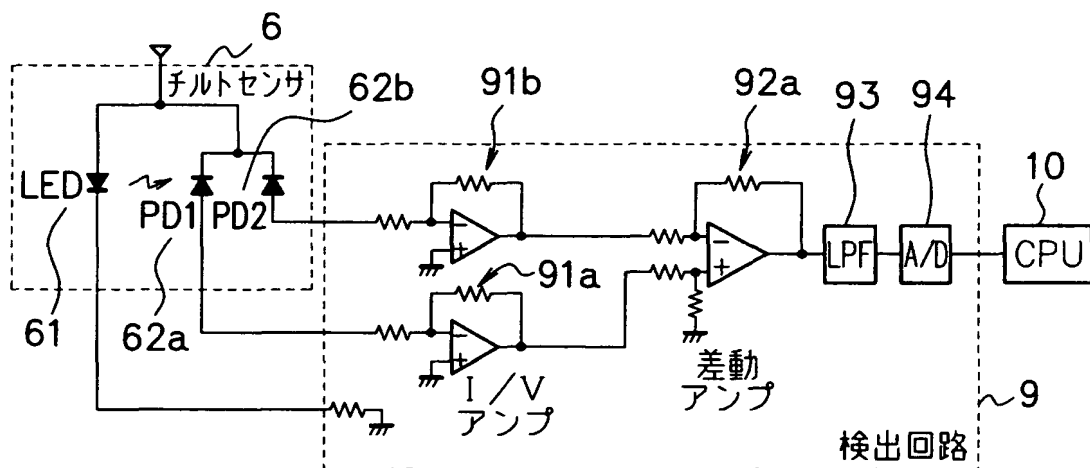 6
チルトセンサ
62b
91b
92a
93
94
10
LED
PD1
PD2
LPF
A/D
CPU
91a
61
62a
I/V
アンプ
差動
アンプ
9
検出回路